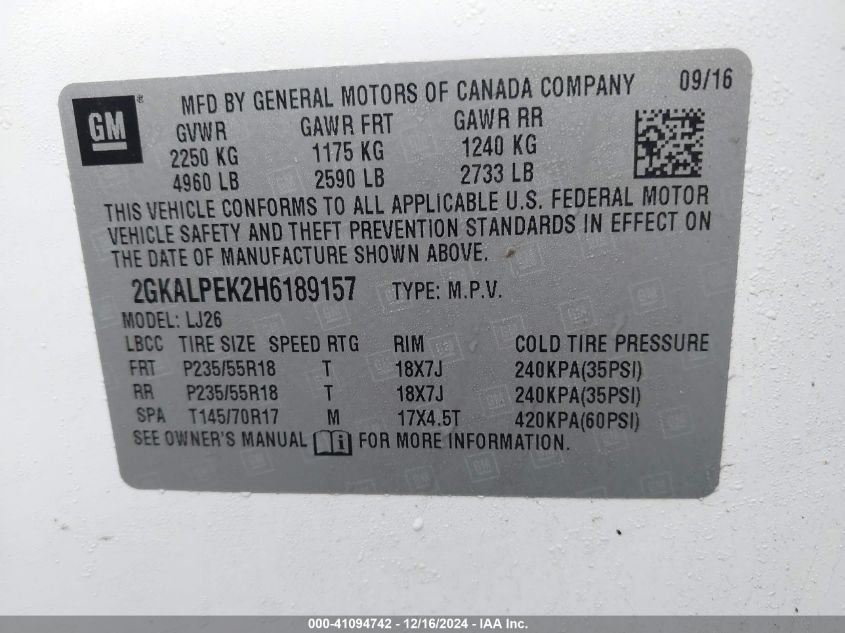 GM ®
MFD BY GENERAL MOTORS OF CANADA COMPANY 09/16
GVWR GAWR FRT GAWR RR
2250 KG 1175 KG 1240 KG
4960 LB 2590 LB 2733 LB
THIS VEHICLE CONFORMS TO ALL APPLICABLE U.S. FEDERAL MOTOR
VEHICLE SAFETY AND THEFT PREVENTION STANDARDS IN EFFECT ON
THE DATE OF MANUFACTURE SHOWN ABOVE.
2GKALPEK2H6189157 TYPE: M.P.V.
MODEL: LJ26
LBCC TIRE SIZE SPEED RTG RIM COLD TIRE PRESSURE
FRT P235/55R18 T 18X7J 240KPA(35PSI)
RR P235/55R18 T 18X7J 240KPA(35PSI)
SPA T145/70R17 M 17X4.5T 420KPA(60PSI)
SEE OWNER'S MANUAL FOR MORE INFORMATION.
000-41094742 - 12/16/2024 - IAA Inc.